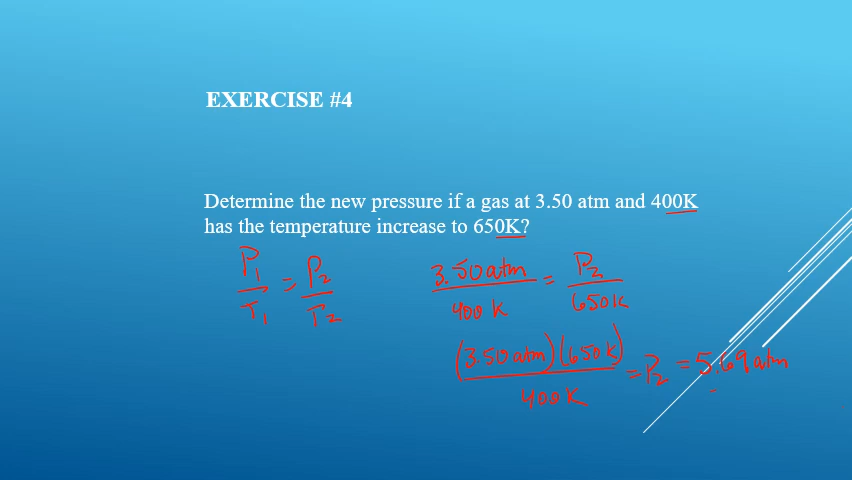 EXERCISE #4
Determine the new pressure if a gas at 3.50 atm and 400K
has the temperature increase to 650K?
P₁/T₁ = P₂/T₂
3.50 atm/400 K = P₂/650 K
(3.50 atm)(650 K)/400 K = P₂ = 5.69 atm